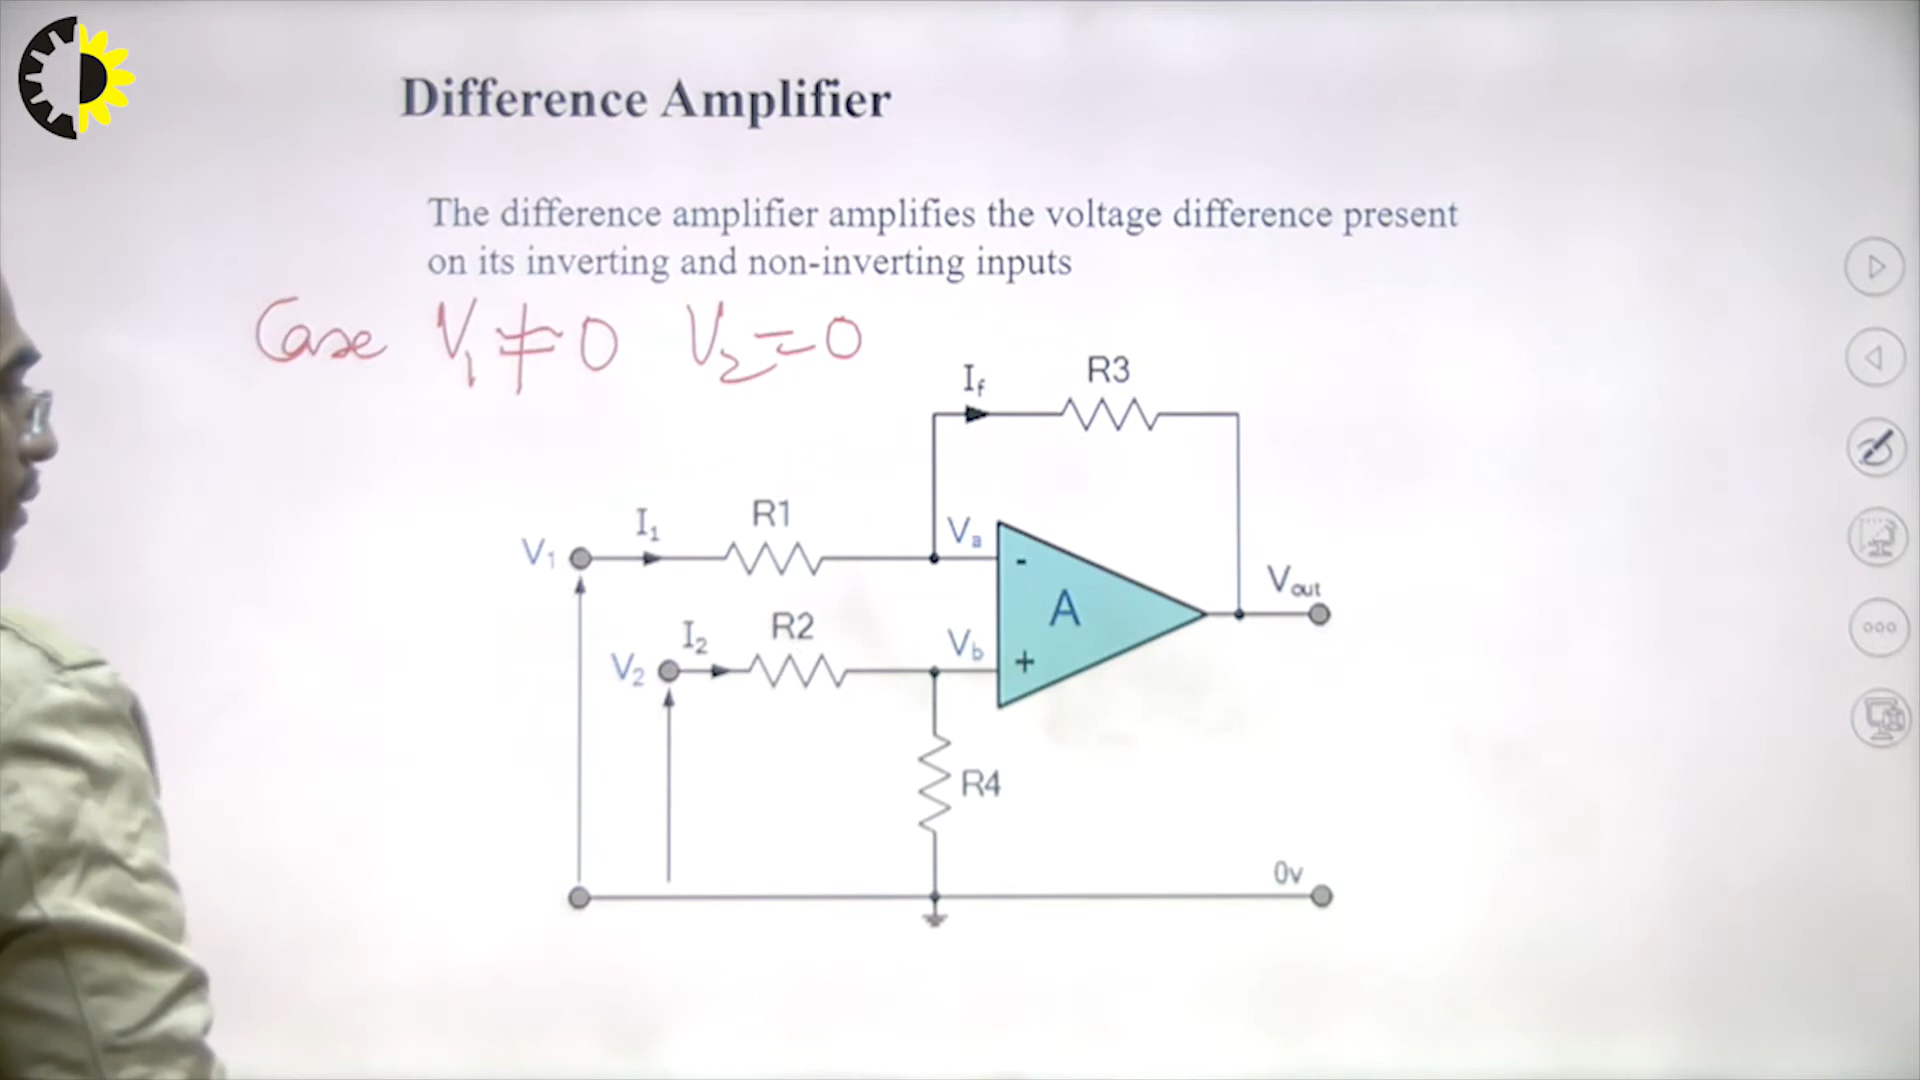 Difference Amplifier
The difference amplifier amplifies the voltage difference present
on its inverting and non-inverting inputs
Case V₁ ≠ 0 V₂ = 0
If
R3
I₁
R1
V₁
Va
-
A
Vout
I₂
R2
V₂
Vb
+
R4
0v